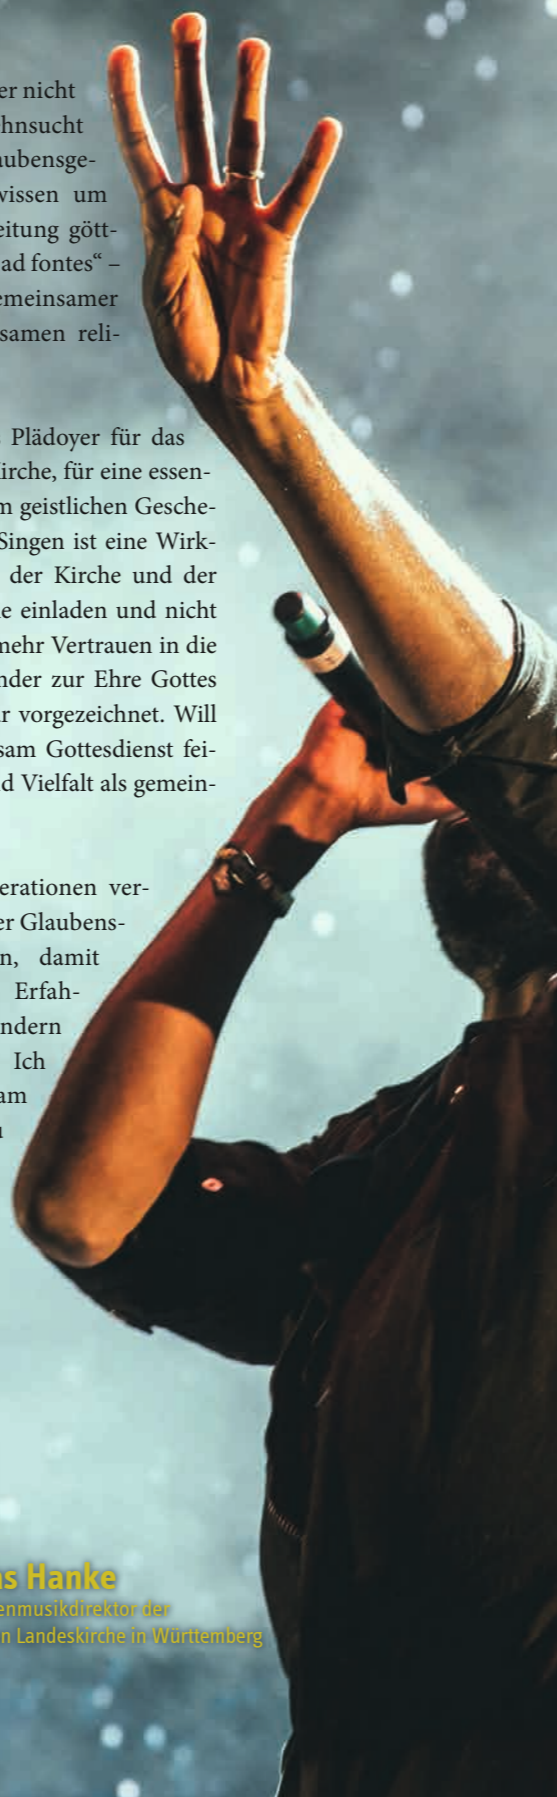 er nicht
hnsucht
aubensge-
wissen um
eitung gött-
ad fontes“ –
emeinsamer
samen reli-
Plädoyer für das
Kirche, für eine essen-
m geistlichen Gesche-
Singen ist eine Wirk-
der Kirche und der
e einladen und nicht
mehr Vertrauen in die
nder zur Ehre Gottes
r vorgezeichnet. Will
sam Gottesdienst fei-
d Vielfalt als gemein-
erationen ver-
er Glaubens-
n, damit
Erfah-
ndern
Ich
am
as Hanke
enmusikdirektor der
n Landeskirche in Württemberg